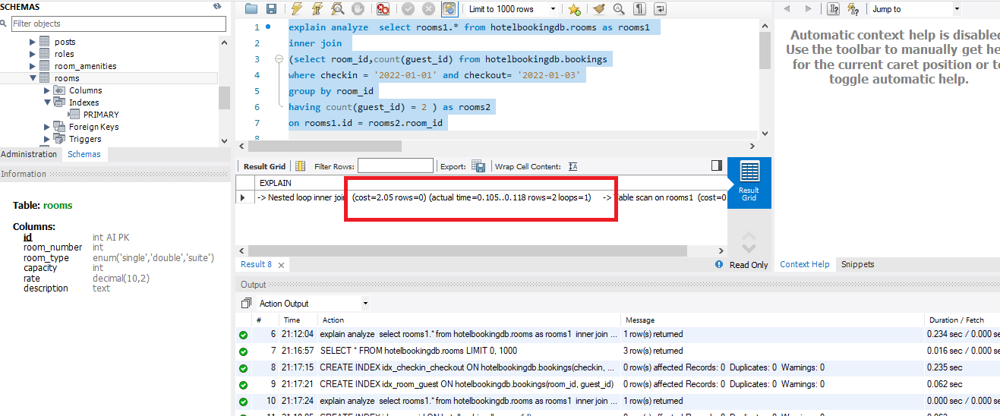 SCHEMAS
Filter objects
posts
roles
room_amenities
rooms
Columns
Indexes
PRIMARY
Foreign Keys
Triggers
Administration Schemas
Information
Table: rooms
Columns:
id int AI PK
room_number int
room_type enum('single','double','suite')
capacity int
rate decimal(10,2)
description text
Limit to 1000 rows
1 explain analyze select rooms1.* from hotelbookingdb.rooms as rooms1
2 inner join
3 (select room_id,count(guest_id) from hotelbookingdb.bookings
4 where checkin = '2022-01-01' and checkout= '2022-01-03'
5 group by room_id
6 having count(guest_id) = 2 ) as rooms2
7 on rooms1.id = rooms2.room_id
8
Result Grid Filter Rows: Export: Wrap Cell Content:
EXPLAIN
-> Nested loop inner join (cost=2.05 rows=0) (actual time=0.105..0.118 rows=2 loops=1) -> Table scan on rooms1 (cost=0
Result
Grid
Result 8
Read Only
Jump to
Automatic context help is disabled
Use the toolbar to manually get he
for the current caret position or to
toggle automatic help.
Context Help Snippets
Output
Action Output
# Time Action Message Duration / Fetch
6 21:12:04 explain analyze select rooms1.* from hotelbookingdb.rooms as rooms1 inner join ... 1 row(s) returned 0.234 sec / 0.000 se
7 21:16:57 SELECT * FROM hotelbookingdb.rooms LIMIT 0, 1000 3 row(s) returned 0.016 sec / 0.000 se
8 21:17:15 CREATE INDEX idx_checkin_checkout ON hotelbookingdb.bookings(checkin, ... 0 row(s) affected Records: 0 Duplicates: 0 Warnings: 0 0.235 sec
9 21:17:21 CREATE INDEX idx_room_guest ON hotelbookingdb.bookings(room_id, guest_id) 0 row(s) affected Records: 0 Duplicates: 0 Warnings: 0 0.062 sec
10 21:17:24 explain analyze select rooms1.* from hotelbookingdb.rooms as rooms1 inner join ... 1 row(s) returned 0.000 sec / 0.000 se